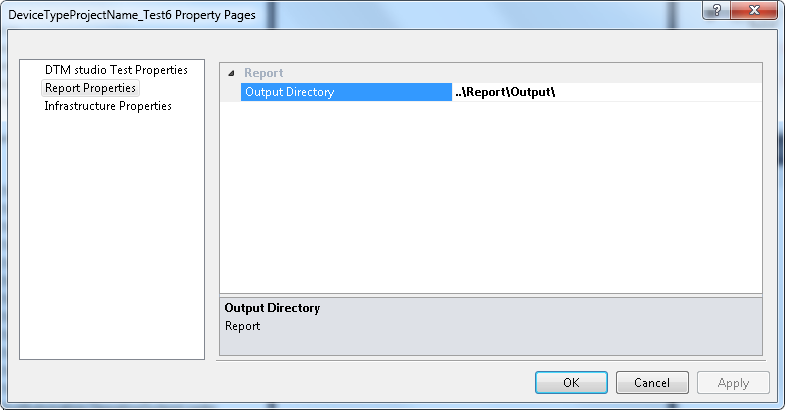 DeviceTypeProjectName_Test6 Property Pages
DTM studio Test Properties
Report Properties
Infrastructure Properties
Report
Output Directory ..\Report\Output\
Output Directory
Report
OK Cancel Apply